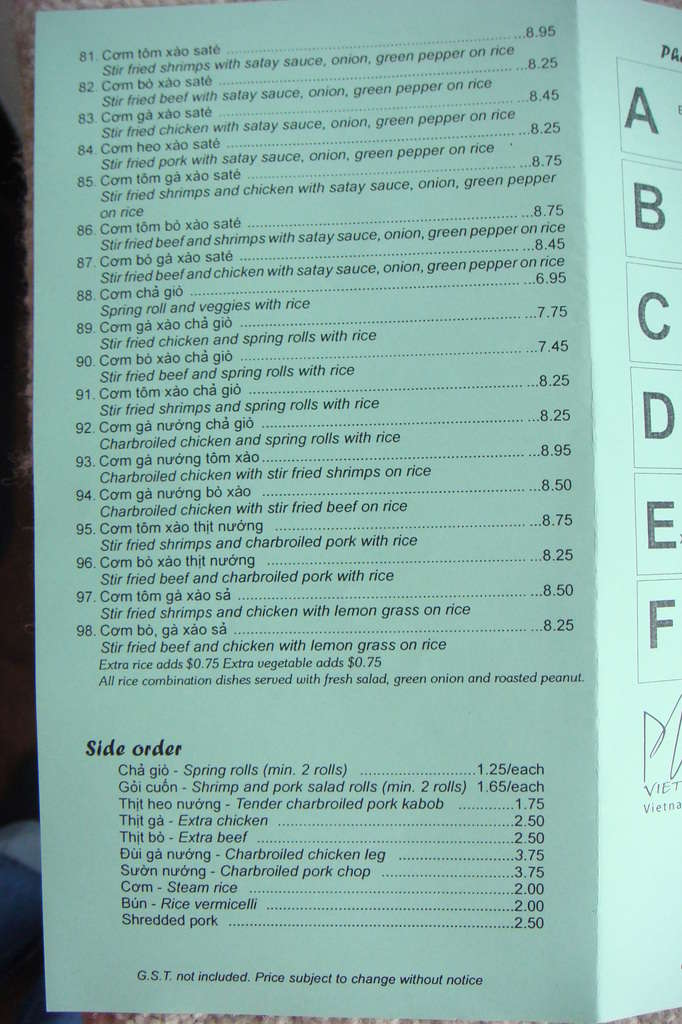 81. Cơm tôm xào saté ...8.95
Stir fried shrimps with satay sauce, onion, green pepper on rice
82. Cơm bò xào saté ...8.25
Stir fried beef with satay sauce, onion, green pepper on rice
83. Cơm gà xào saté ...8.45
Stir fried chicken with satay sauce, onion, green pepper on rice
84. Cơm heo xào saté ...8.25
Stir fried pork with satay sauce, onion, green pepper on rice
85. Cơm tôm gà xào saté ...8.75
Stir fried shrimps and chicken with satay sauce, onion, green pepper
on rice
86. Cơm tôm bò xào saté ...8.75
Stir fried beef and shrimps with satay sauce, onion, green pepper on rice
87. Cơm bò gà xào saté ...8.45
Stir fried beef and chicken with satay sauce, onion, green pepper on rice
88. Cơm chả giò ...6.95
Spring roll and veggies with rice
89. Cơm gà xào chả giò ...7.75
Stir fried chicken and spring rolls with rice
90. Cơm bò xào chả giò ...7.45
Stir fried beef and spring rolls with rice
91. Cơm tôm xào chả giò ...8.25
Stir fried shrimps and spring rolls with rice
92. Cơm gà nướng chả giò ...8.25
Charbroiled chicken and spring rolls with rice
93. Cơm gà nướng tôm xào ...8.95
Charbroiled chicken with stir fried shrimps on rice
94. Cơm gà nướng bò xào ...8.50
Charbroiled chicken with stir fried beef on rice
95. Cơm tôm xào thịt nướng ...8.75
Stir fried shrimps and charbroiled pork with rice
96. Cơm bò xào thịt nướng ...8.25
Stir fried beef and charbroiled pork with rice
97. Cơm tôm gà xào sả ...8.50
Stir fried shrimps and chicken with lemon grass on rice
98. Cơm bò, gà xào sả ...8.25
Stir fried beef and chicken with lemon grass on rice
Extra rice adds $0.75 Extra vegetable adds $0.75
All rice combination dishes served with fresh salad, green onion and roasted peanut.
Side order
Chả giò - Spring rolls (min. 2 rolls) ...1.25/each
Gỏi cuốn - Shrimp and pork salad rolls (min. 2 rolls) 1.65/each
Thịt heo nướng - Tender charbroiled pork kabob ...1.75
Thịt gà - Extra chicken ...2.50
Thịt bò - Extra beef ...2.50
Đùi gà nướng - Charbroiled chicken leg ...3.75
Sườn nướng - Charbroiled pork chop ...3.75
Cơm - Steam rice ...2.00
Bún - Rice vermicelli ...2.00
Shredded pork ...2.50
G.S.T. not included. Price subject to change without notice
A
B
C
D
E
F